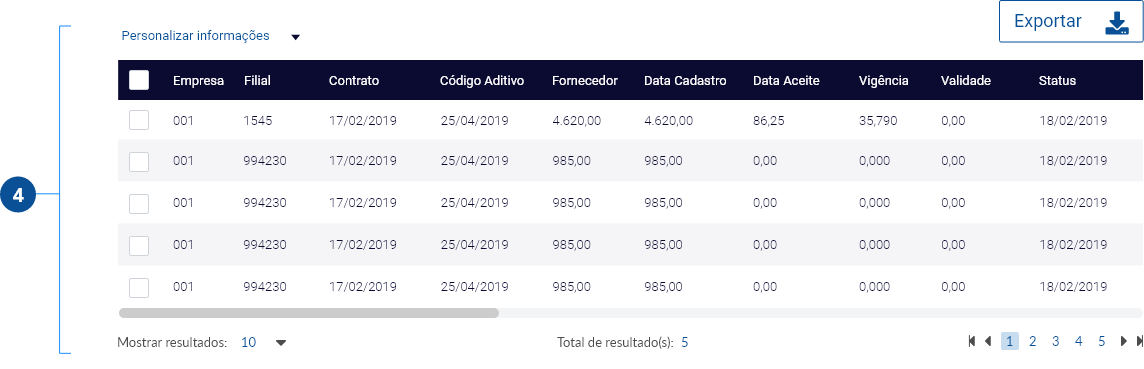 Exportar
Personalizar informações
Empresa Filial Contrato Código Aditivo Fornecedor Data Cadastro Data Aceite Vigência Validade Status
001 1545 17/02/2019 25/04/2019 4.620,00 4.620,00 86,25 35,790 0,00 18/02/2019
001 994230 17/02/2019 25/04/2019 985,00 985,00 0,00 0,000 0,00 18/02/2019
4
001 994230 17/02/2019 25/04/2019 985,00 985,00 0,00 0,000 0,00 18/02/2019
001 994230 17/02/2019 25/04/2019 985,00 985,00 0,00 0,000 0,00 18/02/2019
001 994230 17/02/2019 25/04/2019 985,00 985,00 0,00 0,000 0,00 18/02/2019
Mostrar resultados: 10 Total de resultado(s): 5 1 2 3 4 5